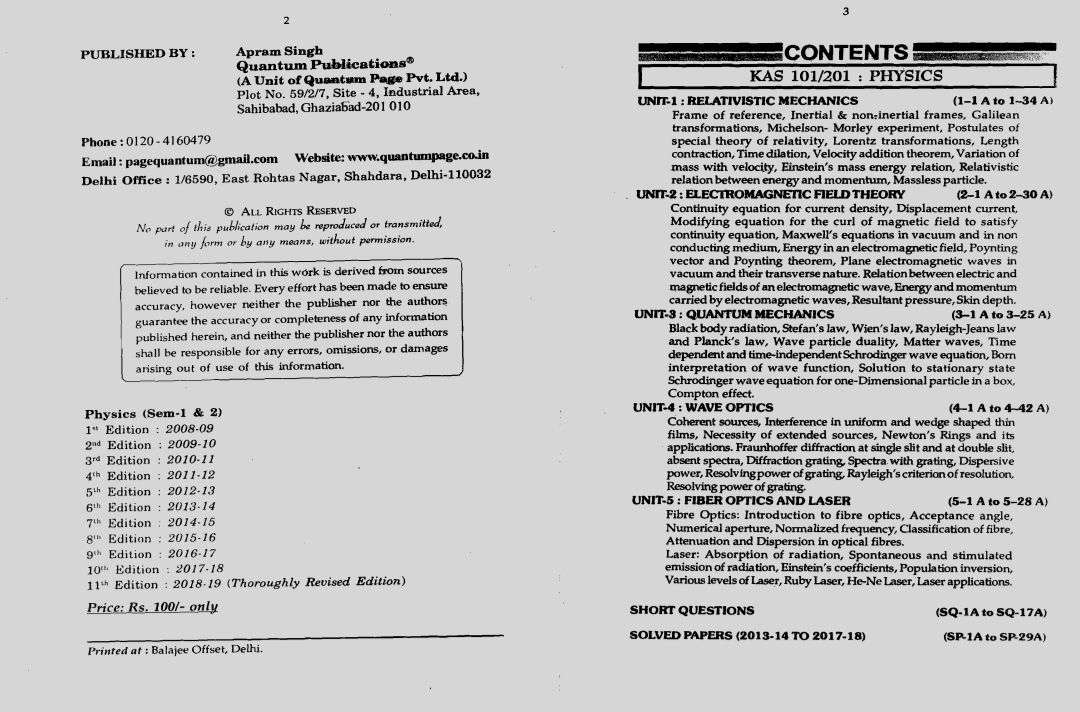 2
PUBLISHED BY : Apram Singh
Quantum Publications®
(A Unit of Quantum Page Pvt. Ltd.)
Plot No. 59/2/7, Site - 4, Industrial Area,
Sahibabad, Ghaziabad-201 010
Phone : 0120 - 4160479
Email : pagequantum@gmail.com Website: www.quantumpage.co.in
Delhi Office : 1/6590, East Rohtas Nagar, Shahdara, Delhi-110032
© ALL RIGHTS RESERVED
No part of this publication may be reproduced or transmitted,
in any form or by any means, without permission.
Information contained in this work is derived from sources
believed to be reliable. Every effort has been made to ensure
accuracy, however neither the publisher nor the authors
guarantee the accuracy or completeness of any information
published herein, and neither the publisher nor the authors
shall be responsible for any errors, omissions, or damages
arising out of use of this information.
Physics (Sem-1 & 2)
1st Edition : 2008-09
2nd Edition : 2009-10
3rd Edition : 2010-11
4th Edition : 2011-12
5th Edition : 2012-13
6th Edition : 2013-14
7th Edition : 2014-15
8th Edition : 2015-16
9th Edition : 2016-17
10th Edition : 2017-18
11th Edition : 2018-19 (Thoroughly Revised Edition)
Price: Rs. 100/- only
Printed at : Balajee Offset, Delhi.
3
CONTENTS
KAS 101/201 : PHYSICS
UNIT-1 : RELATIVISTIC MECHANICS (1–1 A to 1–34 A)
Frame of reference, Inertial & non-inertial frames, Galilean
transformations, Michelson- Morley experiment, Postulates of
special theory of relativity, Lorentz transformations, Length
contraction, Time dilation, Velocity addition theorem, Variation of
mass with velocity, Einstein's mass energy relation, Relativistic
relation between energy and momentum, Massless particle.
UNIT-2 : ELECTROMAGNETIC FIELD THEORY (2–1 A to 2–30 A)
Continuity equation for current density, Displacement current,
Modifying equation for the curl of magnetic field to satisfy
continuity equation, Maxwell's equations in vacuum and in non
conducting medium, Energy in an electromagnetic field, Poynting
vector and Poynting theorem, Plane electromagnetic waves in
vacuum and their transverse nature. Relation between electric and
magnetic fields of an electromagnetic wave, Energy and momentum
carried by electromagnetic waves, Resultant pressure, Skin depth.
UNIT-3 : QUANTUM MECHANICS (3–1 A to 3–25 A)
Black body radiation, Stefan's law, Wien's law, Rayleigh-Jeans law
and Planck's law, Wave particle duality, Matter waves, Time
dependent and time-independent Schrodinger wave equation, Born
interpretation of wave function, Solution to stationary state
Schrodinger wave equation for one-Dimensional particle in a box,
Compton effect.
UNIT-4 : WAVE OPTICS (4–1 A to 4–42 A)
Coherent sources, Interference in uniform and wedge shaped thin
films, Necessity of extended sources, Newton's Rings and its
applications. Fraunhoffer diffraction at single slit and at double slit,
absent spectra, Diffraction grating, Spectra with grating, Dispersive
power, Resolving power of grating, Rayleigh's criterion of resolution,
Resolving power of grating.
UNIT-5 : FIBER OPTICS AND LASER (5–1 A to 5–28 A)
Fibre Optics: Introduction to fibre optics, Acceptance angle,
Numerical aperture, Normalized frequency, Classification of fibre,
Attenuation and Dispersion in optical fibres.
Laser: Absorption of radiation, Spontaneous and stimulated
emission of radiation, Einstein's coefficients, Population inversion,
Various levels of Laser, Ruby Laser, He-Ne Laser, Laser applications.
SHORT QUESTIONS (SQ-1A to SQ-17A)
SOLVED PAPERS (2013-14 TO 2017-18) (SP-1A to SP-29A)